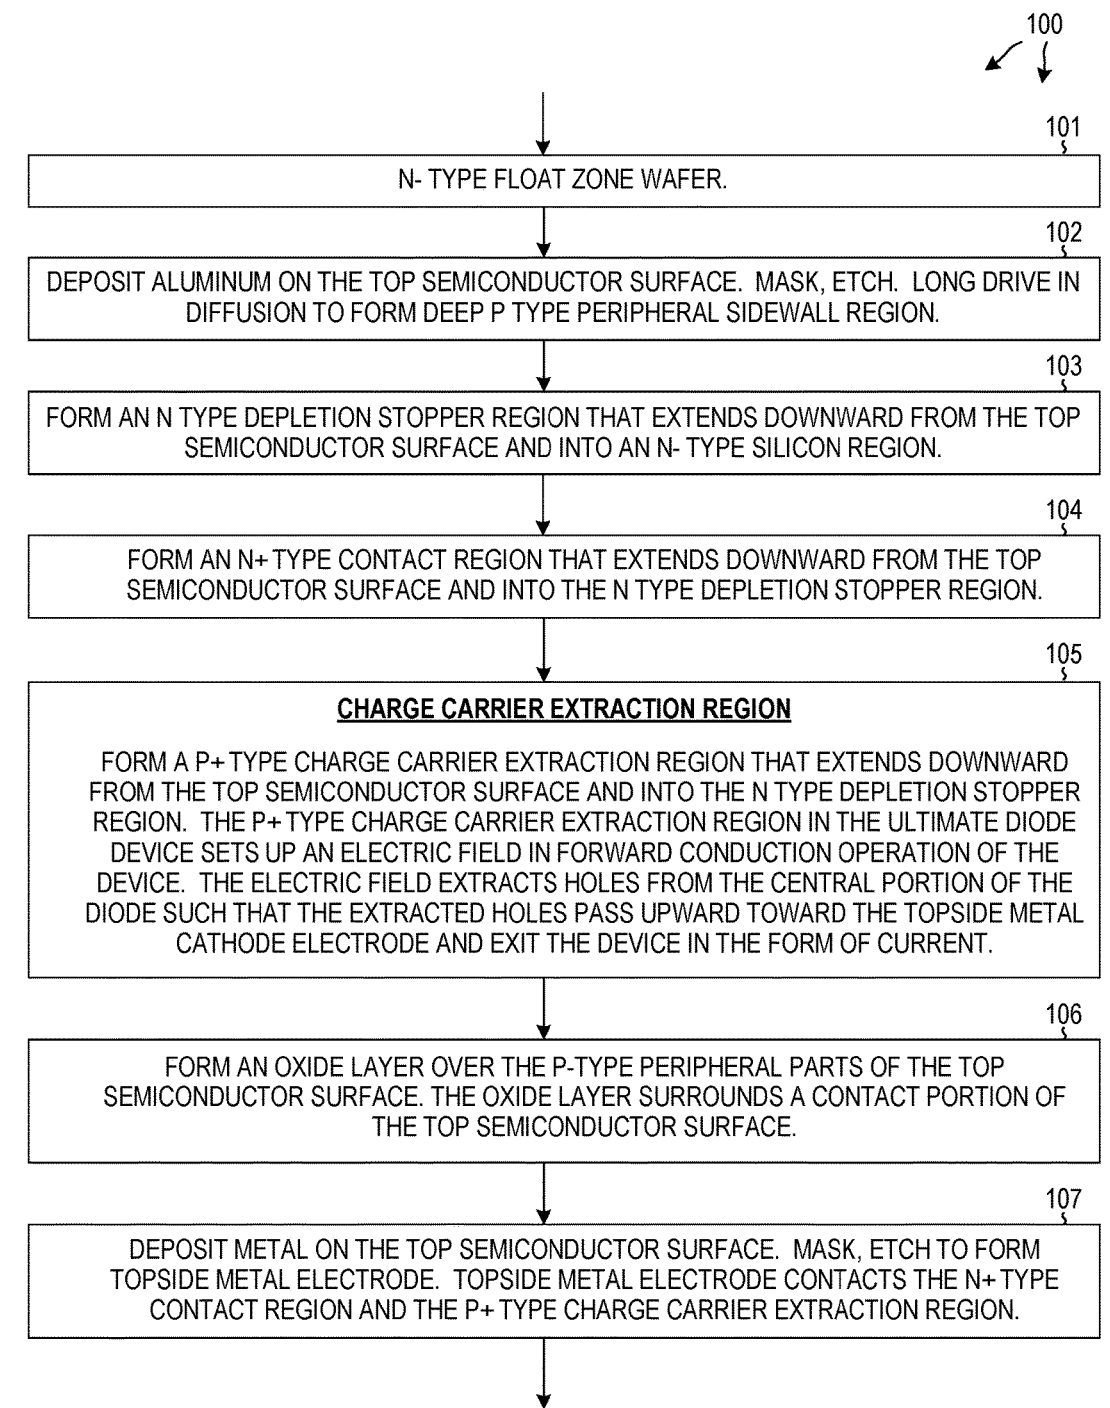 100
101
N- TYPE FLOAT ZONE WAFER.
102
DEPOSIT ALUMINUM ON THE TOP SEMICONDUCTOR SURFACE. MASK, ETCH. LONG DRIVE IN
DIFFUSION TO FORM DEEP P TYPE PERIPHERAL SIDEWALL REGION.
103
FORM AN N TYPE DEPLETION STOPPER REGION THAT EXTENDS DOWNWARD FROM THE TOP
SEMICONDUCTOR SURFACE AND INTO AN N- TYPE SILICON REGION.
104
FORM AN N+ TYPE CONTACT REGION THAT EXTENDS DOWNWARD FROM THE TOP
SEMICONDUCTOR SURFACE AND INTO THE N TYPE DEPLETION STOPPER REGION.
105
CHARGE CARRIER EXTRACTION REGION
FORM A P+ TYPE CHARGE CARRIER EXTRACTION REGION THAT EXTENDS DOWNWARD
FROM THE TOP SEMICONDUCTOR SURFACE AND INTO THE N TYPE DEPLETION STOPPER
REGION. THE P+ TYPE CHARGE CARRIER EXTRACTION REGION IN THE ULTIMATE DIODE
DEVICE SETS UP AN ELECTRIC FIELD IN FORWARD CONDUCTION OPERATION OF THE
DEVICE. THE ELECTRIC FIELD EXTRACTS HOLES FROM THE CENTRAL PORTION OF THE
DIODE SUCH THAT THE EXTRACTED HOLES PASS UPWARD TOWARD THE TOPSIDE METAL
CATHODE ELECTRODE AND EXIT THE DEVICE IN THE FORM OF CURRENT.
106
FORM AN OXIDE LAYER OVER THE P-TYPE PERIPHERAL PARTS OF THE TOP
SEMICONDUCTOR SURFACE. THE OXIDE LAYER SURROUNDS A CONTACT PORTION OF
THE TOP SEMICONDUCTOR SURFACE.
107
DEPOSIT METAL ON THE TOP SEMICONDUCTOR SURFACE. MASK, ETCH TO FORM
TOPSIDE METAL ELECTRODE. TOPSIDE METAL ELECTRODE CONTACTS THE N+ TYPE
CONTACT REGION AND THE P+ TYPE CHARGE CARRIER EXTRACTION REGION.